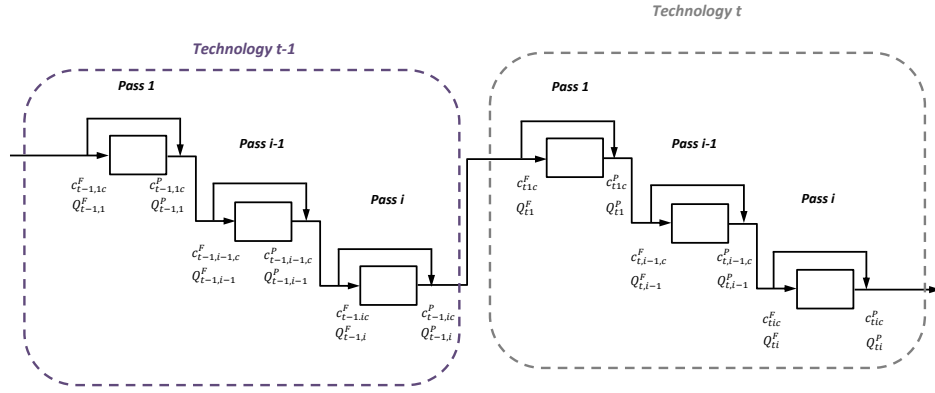 Technology t
Technology t-1
Pass 1
Pass i-1
Pass i
c^F_{t−1,1c} c^P_{t−1,1c}
Q^F_{t−1,1} Q^P_{t−1,1}
c^F_{t−1,i−1,c} c^P_{t−1,i−1,c}
Q^F_{t−1,i−1} Q^P_{t−1,i−1}
c^F_{t−1.ic} c^P_{t−1,ic}
Q^F_{t−1,i} Q^P_{t−1,i}
Pass 1
Pass i-1
Pass i
c^F_{t1c} c^P_{t1c}
Q^F_{t1} Q^P_{t1}
c^F_{t,i−1,c} c^P_{t,i−1,c}
Q^F_{t,i−1} Q^P_{t,i−1}
c^F_{tic} c^P_{tic}
Q^F_{ti} Q^P_{ti}